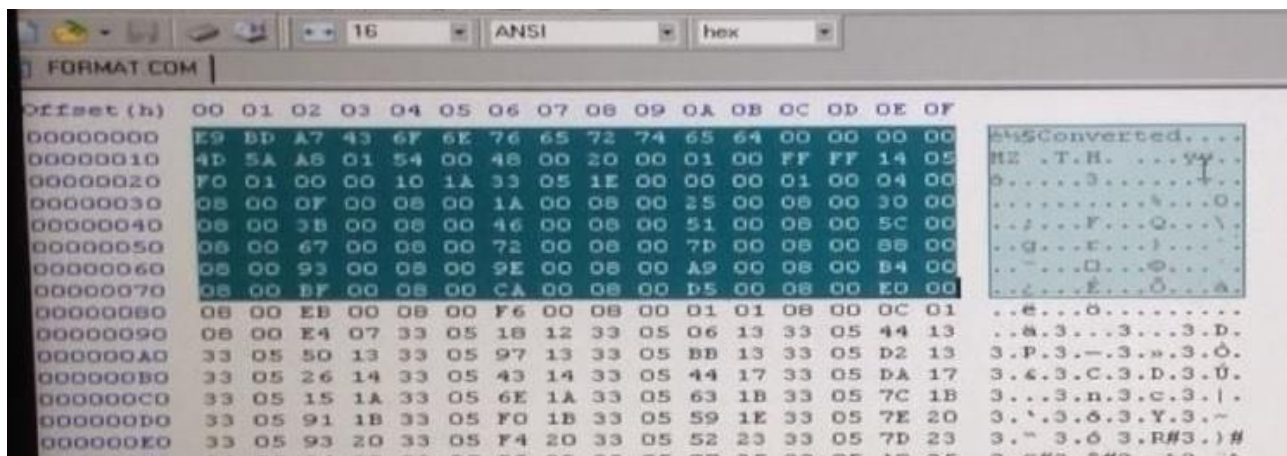 16 ANSI hex
FORMAT.COM
Offset(h) 00 01 02 03 04 05 06 07 08 09 0A 0B 0C 0D 0E 0F
00000000 E9 BD A7 43 6F 6E 76 65 72 74 65 64 00 00 00 00 é½§Converted....
00000010 4D 5A A8 01 54 00 48 00 20 00 01 00 FF FF 14 05
00000020 F0 01 00 00 10 1A 33 05 1E 00 00 00 01 00 04 00
00000030 08 00 0F 00 08 00 1A 00 08 00 25 00 08 00 30 00
00000040 08 00 3B 00 08 00 46 00 08 00 51 00 08 00 5C 00
00000050 08 00 67 00 08 00 72 00 08 00 7D 00 08 00 88 00
00000060 08 00 93 00 08 00 9E 00 08 00 A9 00 08 00 B4 00
00000070 08 00 BF 00 08 00 CA 00 08 00 D5 00 08 00 E0 00
00000080 08 00 EB 00 08 00 F6 00 08 00 01 01 08 00 0C 01 ..ë...ö.........
00000090 08 00 E4 07 33 05 18 12 33 05 06 13 33 05 44 13 ..ä.3...3...3.D.
000000A0 33 05 50 13 33 05 97 13 33 05 BB 13 33 05 D2 13 3.P.3.—.3.».3.Ò.
000000B0 33 05 26 14 33 05 43 14 33 05 44 17 33 05 DA 17 3.&.3.C.3.D.3.Ú.
000000C0 33 05 15 1A 33 05 6E 1A 33 05 63 1B 33 05 7C 1B 3...3.n.3.c.3.|.
000000D0 33 05 91 1B 33 05 F0 1B 33 05 59 1E 33 05 7E 20 3.‘.3.ð.3.Y.3.~
000000E0 33 05 93 20 33 05 F4 20 33 05 52 23 33 05 7D 23 3.“ 3.ô 3.R#3.}#